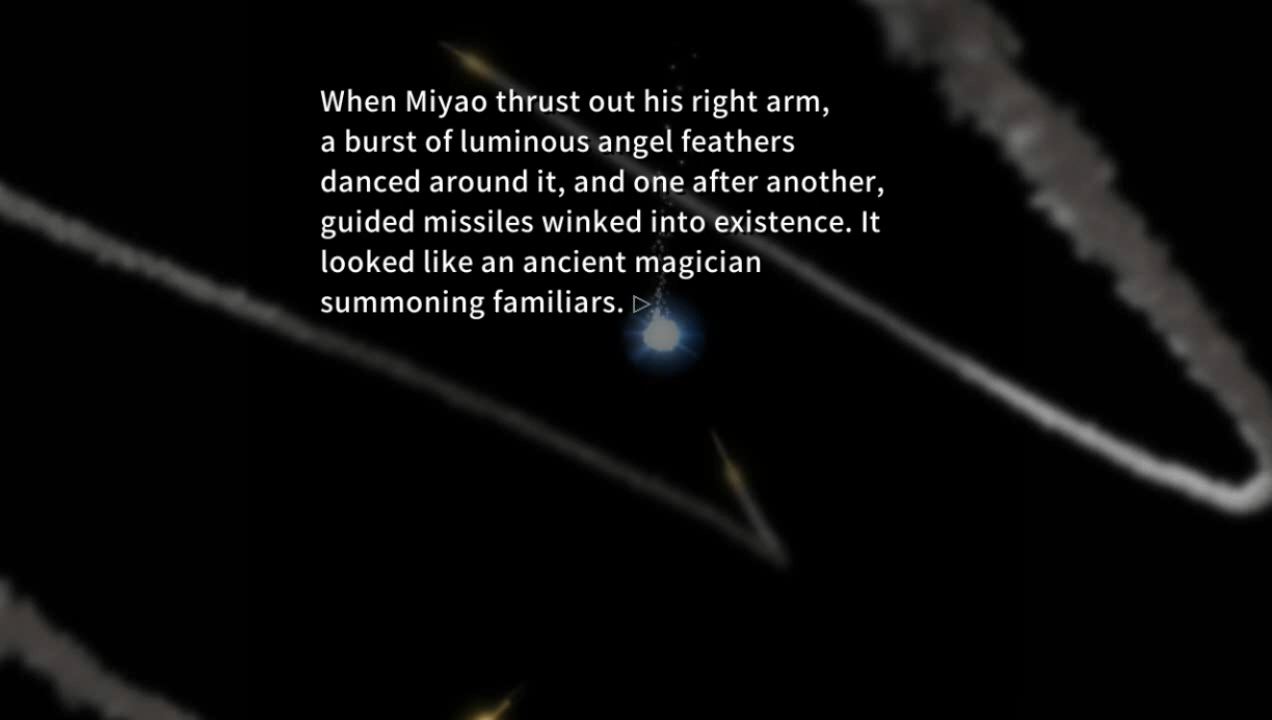 When Miyao thrust out his right arm,
a burst of luminous angel feathers
danced around it, and one after another,
guided missiles winked into existence. It
looked like an ancient magician
summoning familiars.